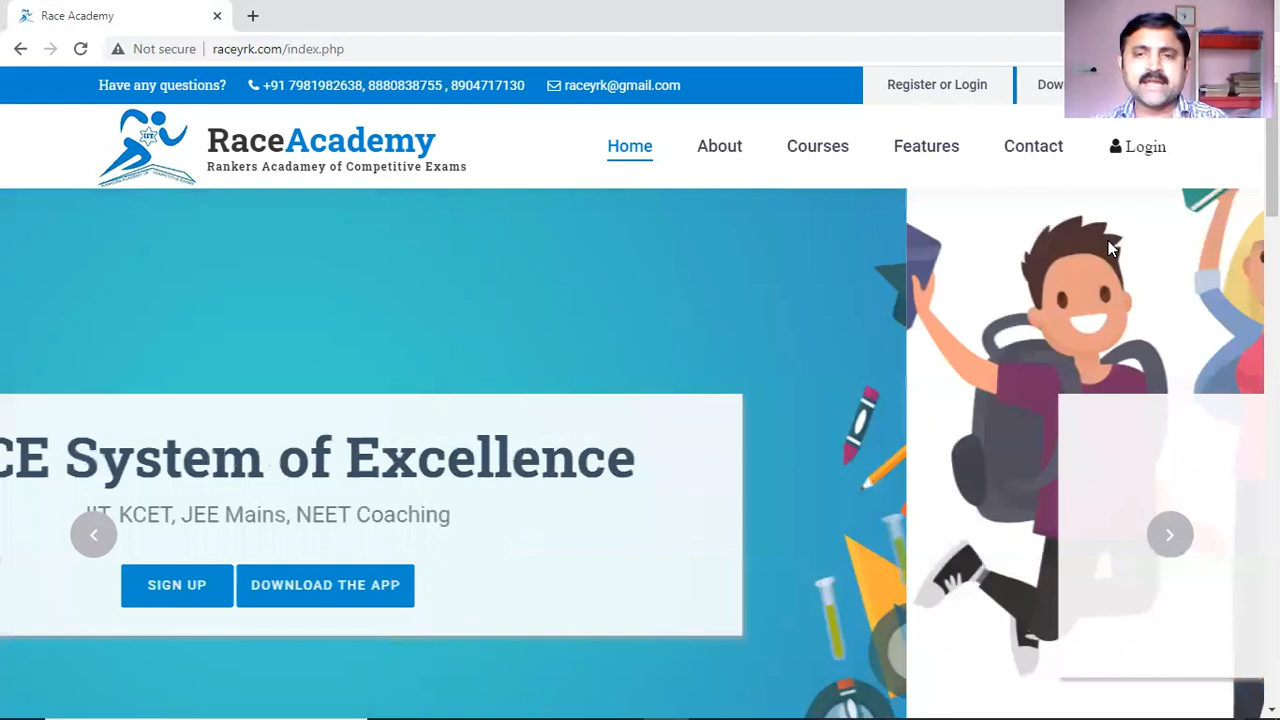 Race Academy
Not secure
raceyrk.com/index.php
Have any questions? +91 7981982638, 8880838755 , 8904717130 raceyrk@gmail.com Register or Login
IIT RaceAcademy
Rankers Acadamey of Competitive Exams
Home About Courses Features Contact Login
System of Excellence
IIT, KCET, JEE Mains, NEET Coaching
SIGN UP DOWNLOAD THE APP